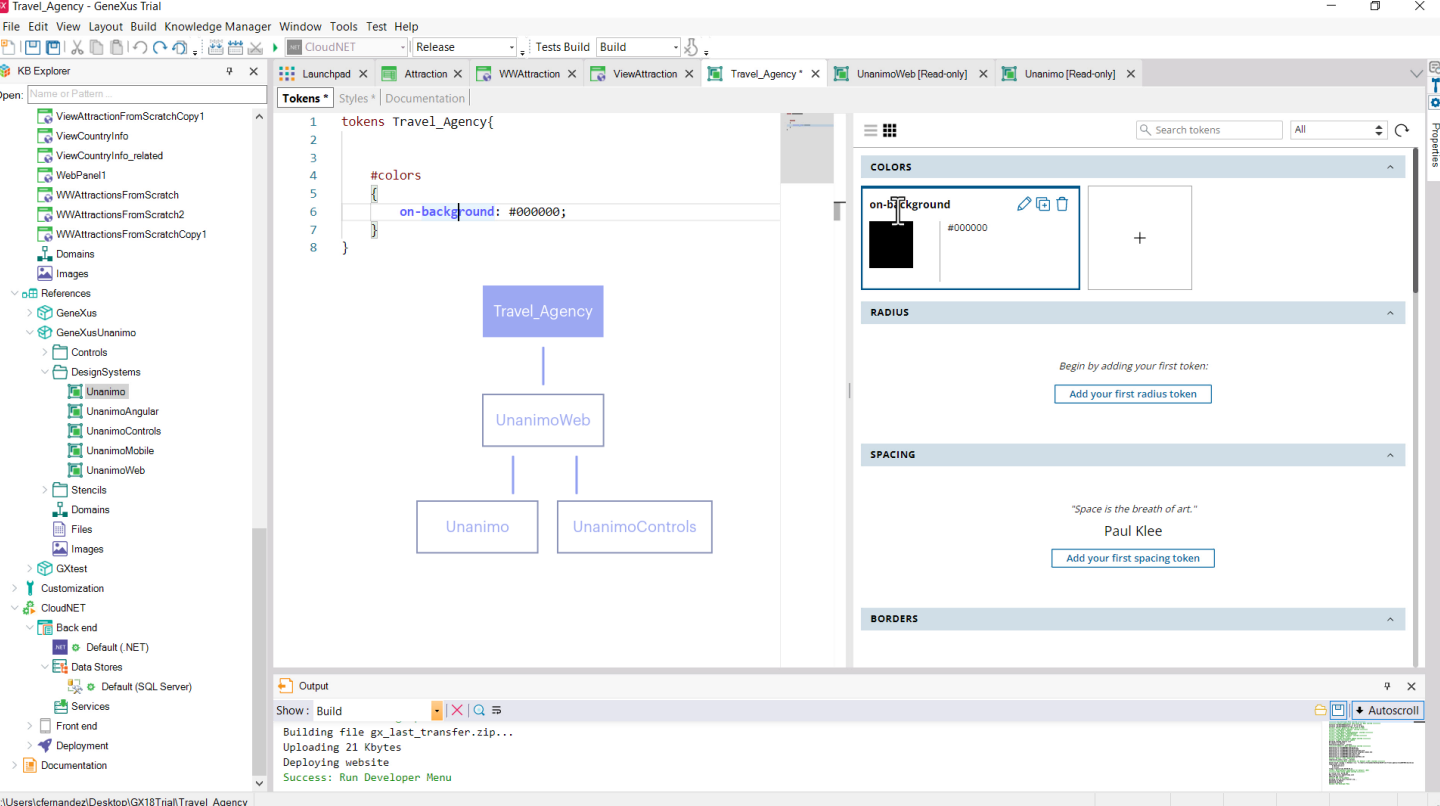 Travel_Agency - GeneXus Trial
File Edit View Layout Build Knowledge Manager Window Tools Test Help
CloudNET Release Tests Build Build
KB Explorer
Open: Name or Pattern ...
ViewAttractionFromScratchCopy1
ViewCountryInfo
ViewCountryInfo_related
WebPanel1
WWAttractionsFromScratch
WWAttractionsFromScratch2
WWAttractionsFromScratchCopy1
Domains
Images
References
GeneXus
GeneXusUnanimo
Controls
DesignSystems
Unanimo
UnanimoAngular
UnanimoControls
UnanimoMobile
UnanimoWeb
Stencils
Domains
Files
Images
GXtest
Customization
CloudNET
Back end
Default (.NET)
Data Stores
Default (SQL Server)
Services
Front end
Deployment
Documentation
Launchpad Attraction WWAttraction ViewAttraction Travel_Agency * UnanimoWeb [Read-only] Unanimo [Read-only]
Tokens * Styles * Documentation
1 tokens Travel_Agency{
2
3
4 #colors
5 {
6 on-background: #000000;
7 }
8 }
Travel_Agency
UnanimoWeb
Unanimo UnanimoControls
Search tokens All
COLORS
on-background
#000000
+
RADIUS
Begin by adding your first token:
Add your first radius token
SPACING
"Space is the breath of art."
Paul Klee
Add your first spacing token
BORDERS
Properties
Output
Show: Build Autoscroll
Building file gx_last_transfer.zip...
Uploading 21 Kbytes
Deploying website
Success: Run Developer Menu
:\Users\cfernandez\Desktop\GX18Trial\Travel_Agency